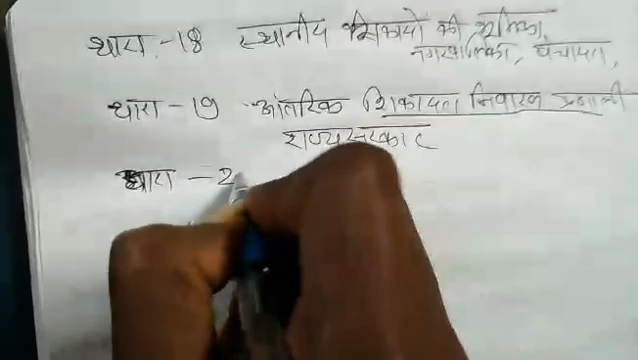 धारा -18 स्थानीय निकायों की भूमिका,
नगरपालिका, पंचायत,
धारा - 19 आंतरिक शिकायत निवारण प्रणाली
राज्य सरकार
धारा - 2